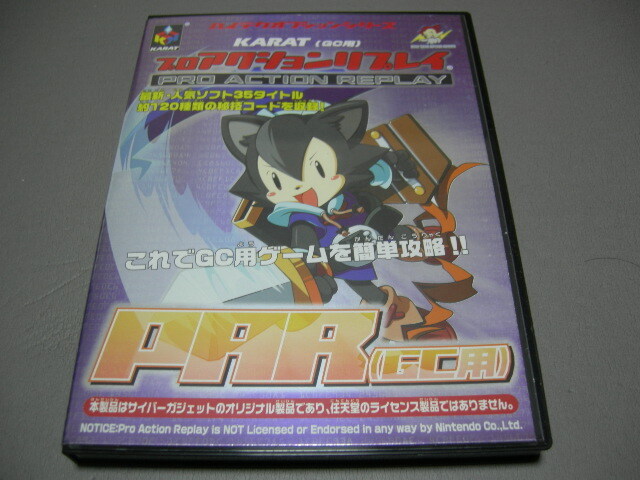 KARAT
KARAT (GC用)
プロアクションリプレイ
PRO ACTION REPLAY
最新・人気ソフト35タイトル
約120種類の
コードを収録!
これでGC用ゲームを簡単攻略!!
PAR (GC用)
本製品はサイバーガジェットのオリジナル製品であり、任天堂のライセンス製品ではありません。
NOTICE:Pro Action Replay is NOT Licensed or Endorsed in any way by Nintendo Co.,Ltd.